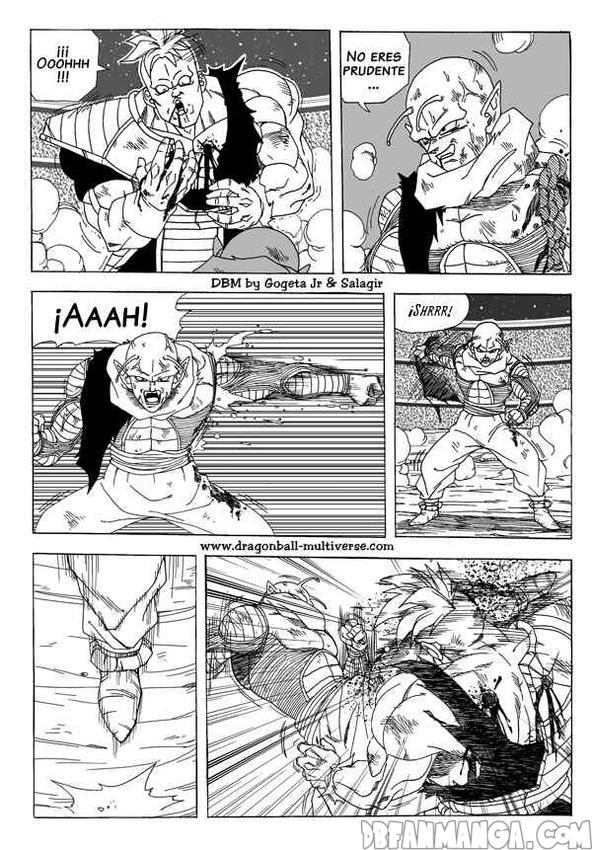 ¡¡¡
OOOHHH
!!!
NO ERES
PRUDENTE
...
DBM by Gogeta Jr & Salagir
¡AAAH!
¡SHRRR!
www.dragonball-multiverse.com
DBFANMANGA.COM